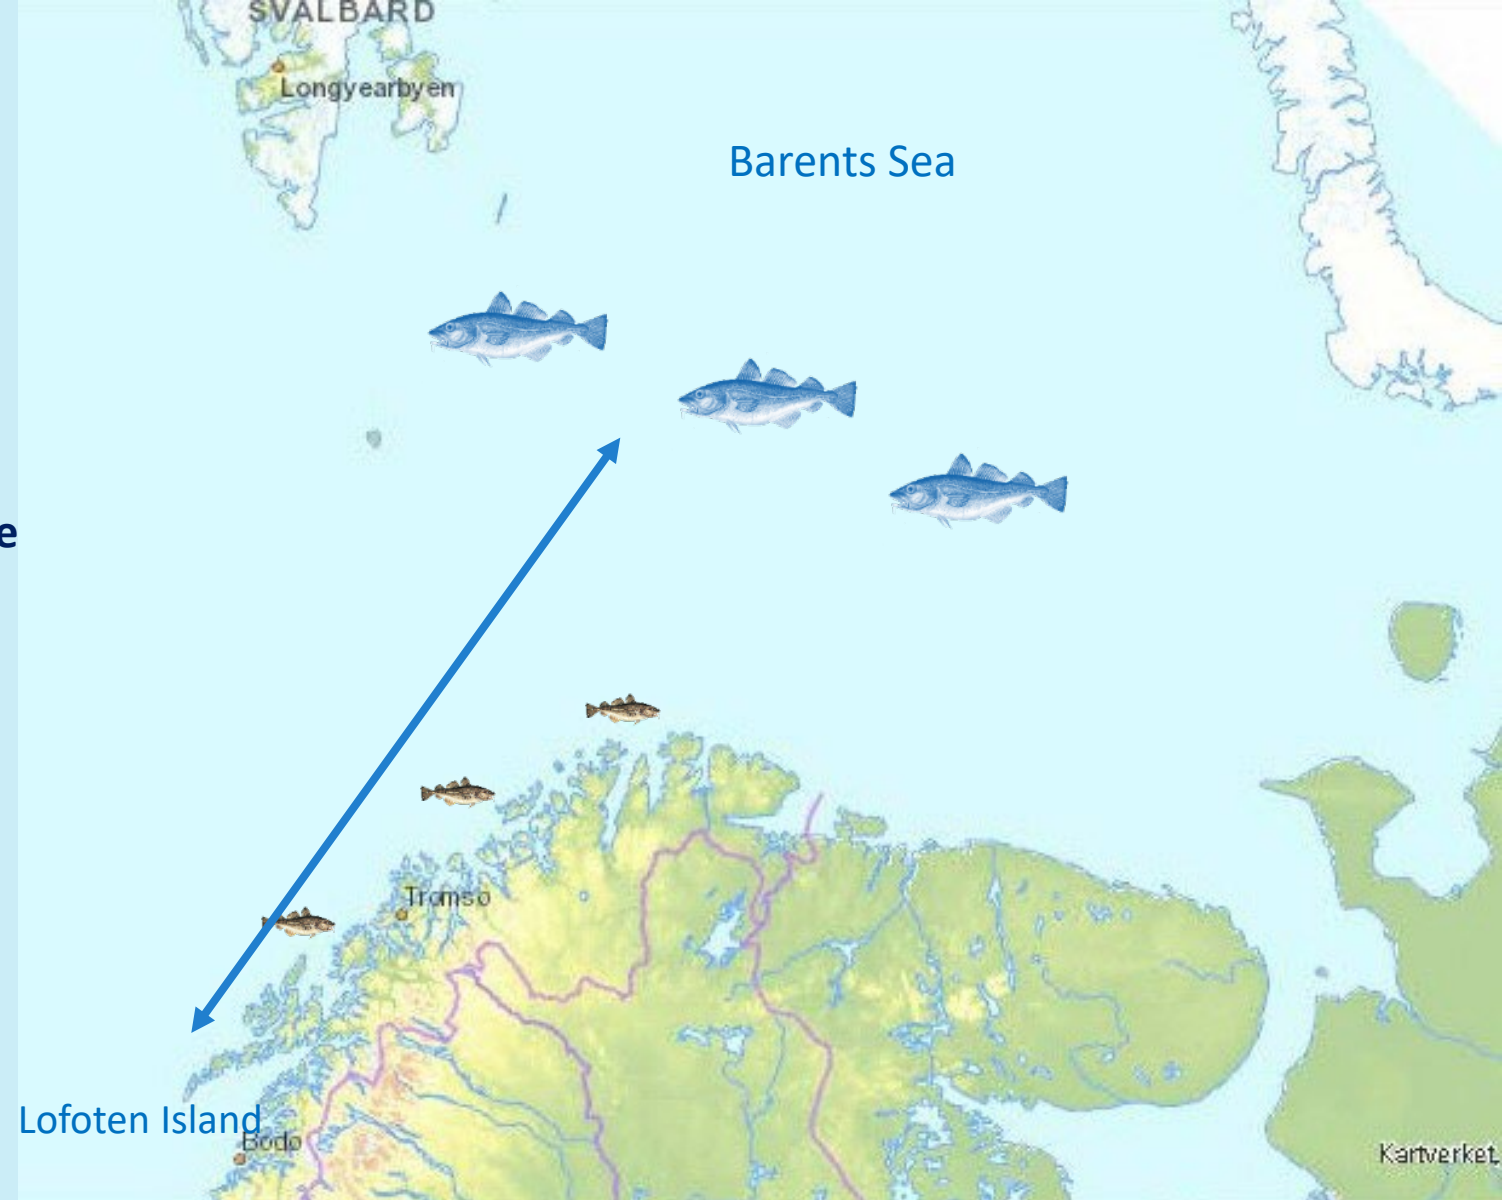 SVALBARD
Longyearbyen
Barents Sea
e
Tromsø
Lofoten Island
Bodø
Kartverket,